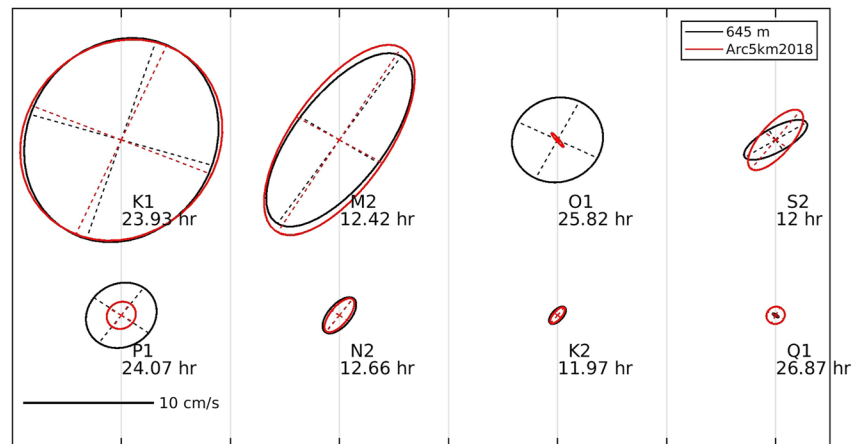 645 m
Arc5km2018
K1
23.93 hr
M2
12.42 hr
O1
25.82 hr
S2
12 hr
P1
24.07 hr
N2
12.66 hr
K2
11.97 hr
Q1
26.87 hr
10 cm/s